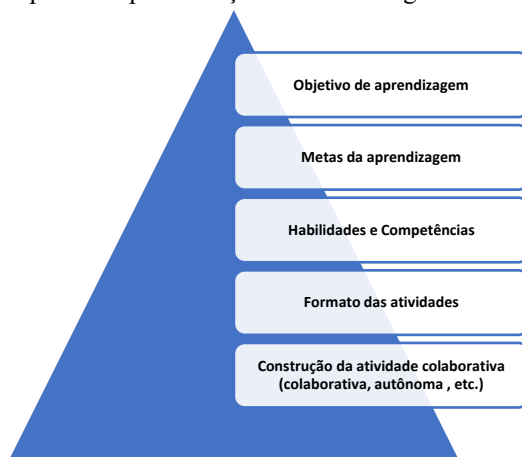 Objetivo de aprendizagem
Metas da aprendizagem
Habilidades e Competências
Formato das atividades
Construção da atividade colaborativa
(colaborativa, autônoma , etc.)